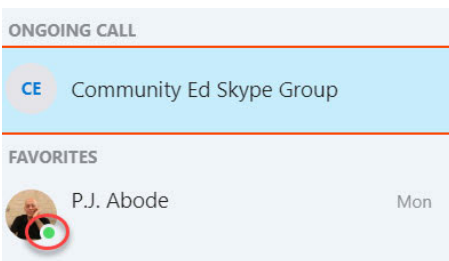 ONGOING CALL
CE Community Ed Skype Group
FAVORITES
P.J. Abode Mon